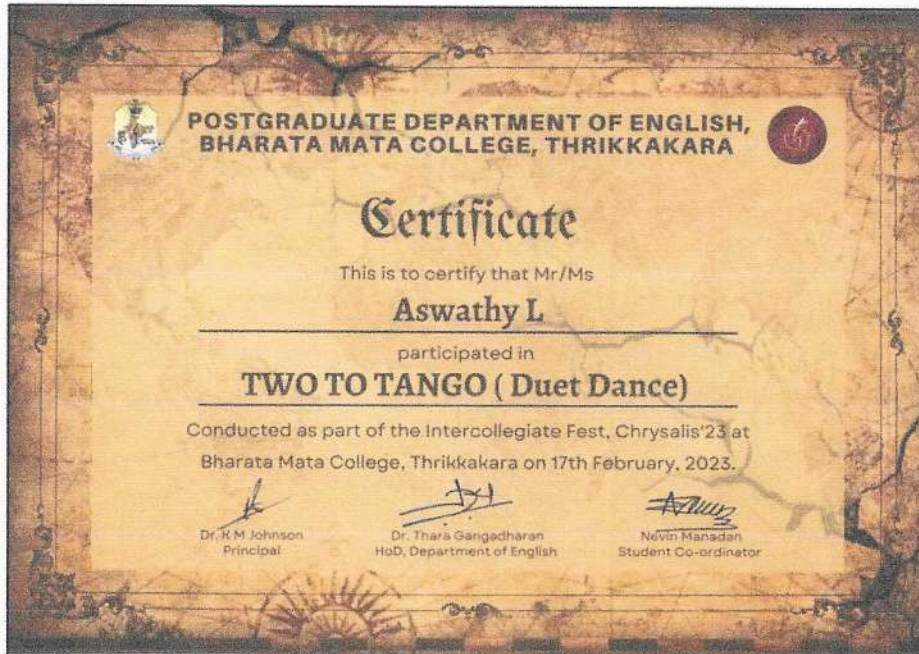 POSTGRADUATE DEPARTMENT OF ENGLISH,
BHARATA MATA COLLEGE, THRIKKAKARA
Certificate
This is to certify that Mr/Ms
Aswathy L
participated in
TWO TO TANGO ( Duet Dance)
Conducted as part of the Intercollegiate Fest, Chrysalis'23 at
Bharata Mata College, Thrikkakara on 17th February, 2023.
Dr. K M Johnson
Principal
Dr. Thara Gangadharan
HoD, Department of English
Nevin Manadan
Student Co-ordinator